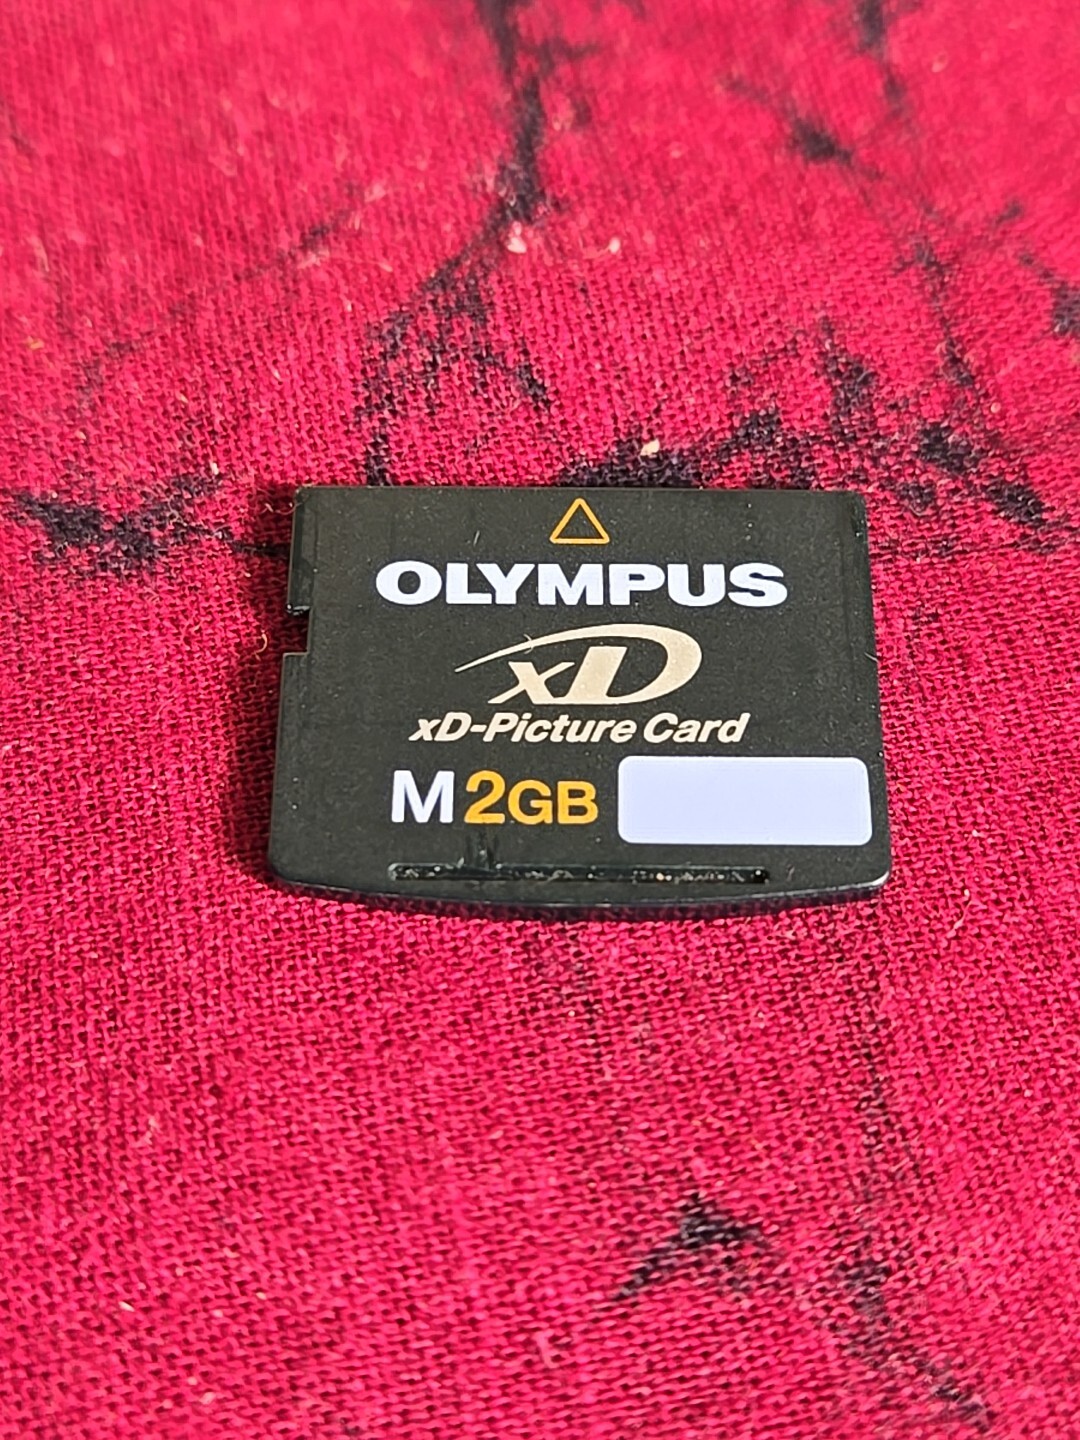 OLYMPUS
xD
xD-Picture Card
M 2GB